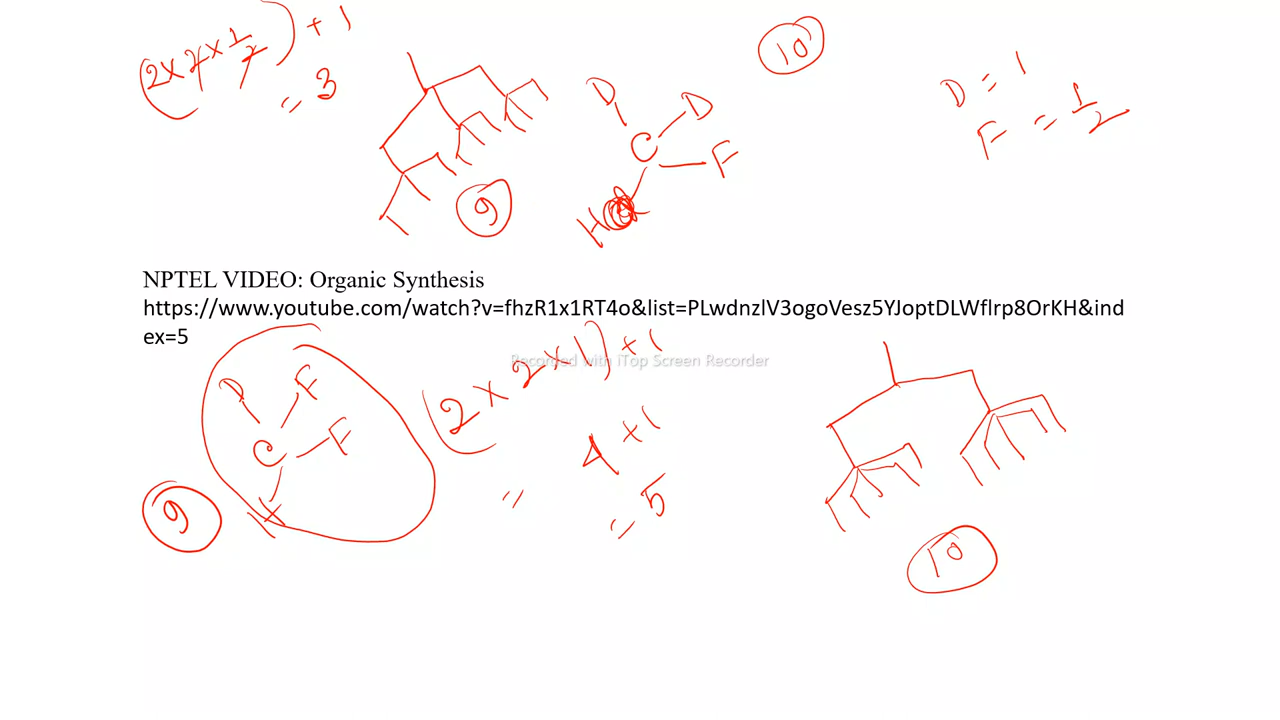 (2 × 2 × 1/2) + 1
= 3
10
D = 1
F = 1/2
D
D
C
F
H
9
NPTEL VIDEO: Organic Synthesis
https://www.youtube.com/watch?v=fhzR1x1RT4o&list=PLwdnzlV3ogoVesz5YJoptDLWflrp8OrKH&ind
ex=5
Recorded with iTop Screen Recorder
D
F
C
F
H
9
(2 × 2 × 1) + 1
= 4 + 1
= 5
10